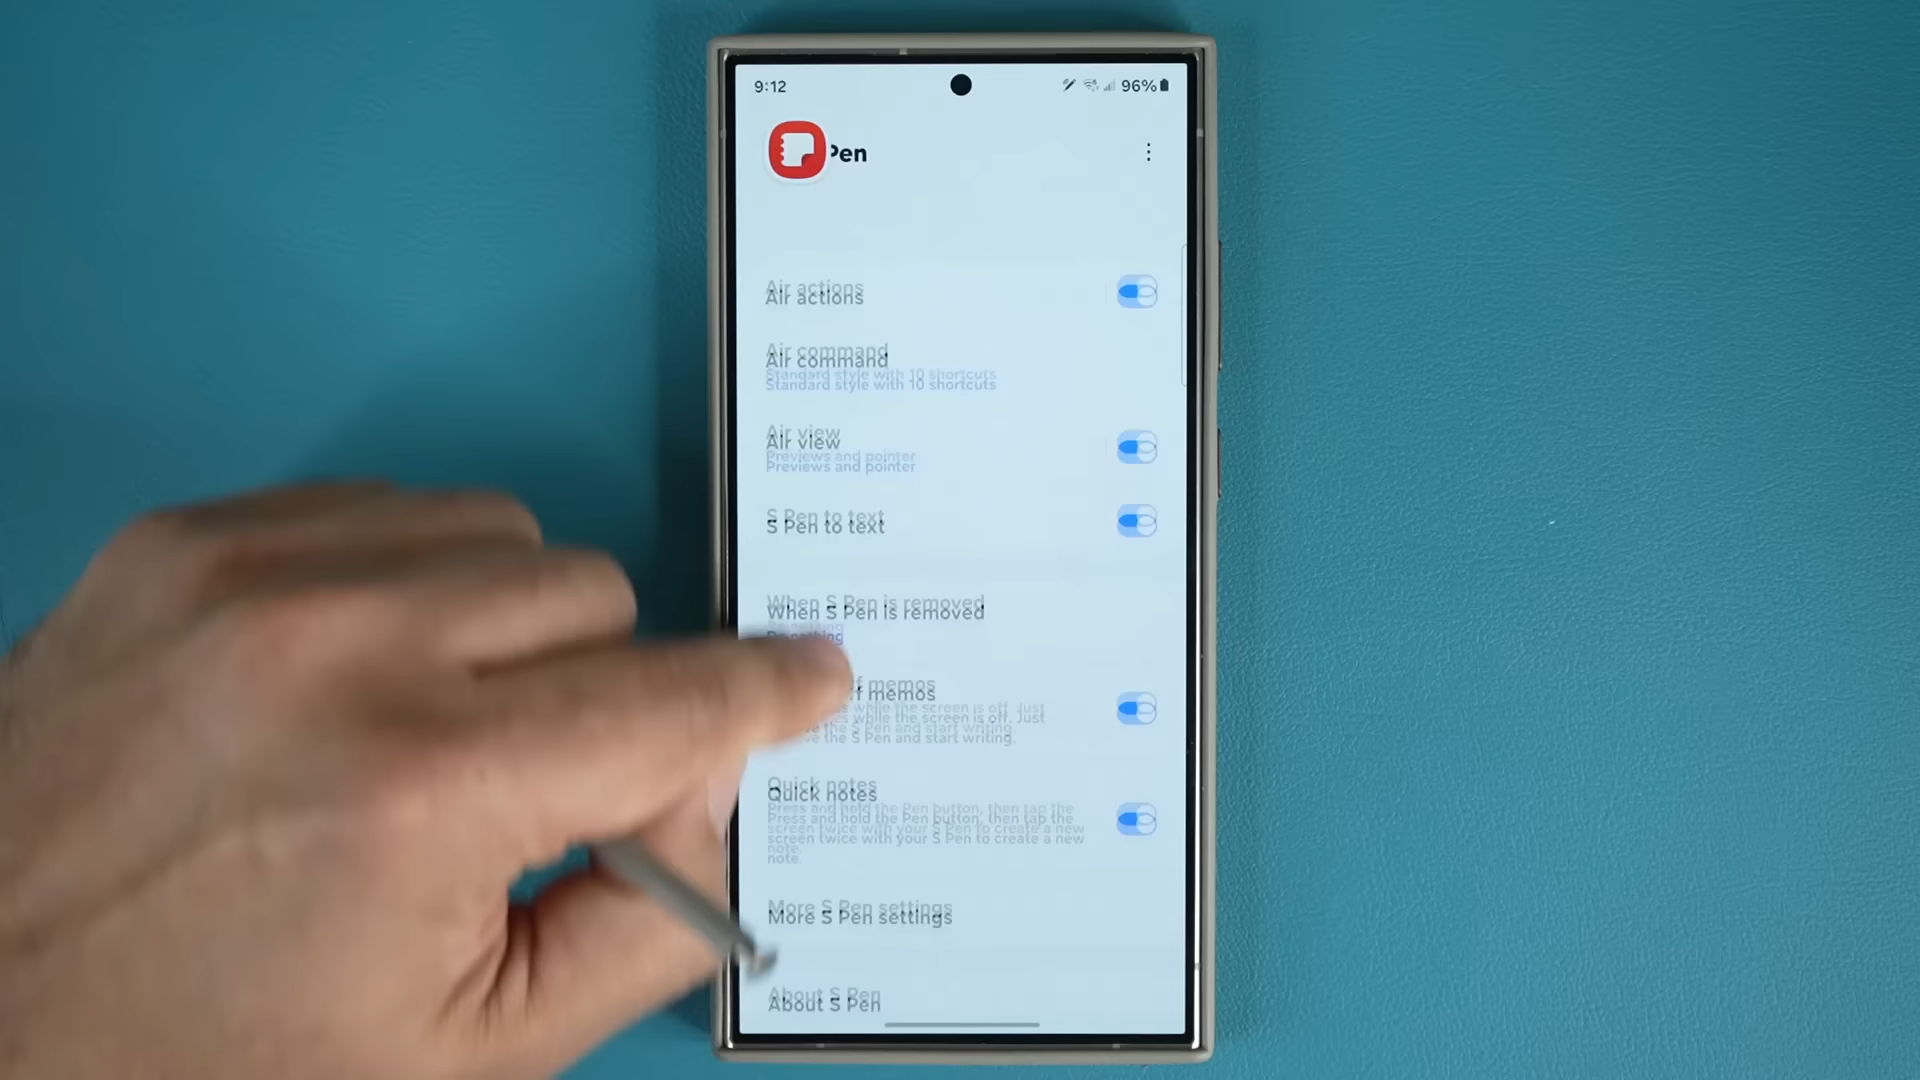 9:12
96%
Pen
Air actions
Air command
Standard style with 10 shortcuts
Air view
Previews and pointer
S Pen to text
When S Pen is removed
Do nothing
ff memos
while the screen is off. Just
the S Pen and start writing.
Quick notes
Press and hold the Pen button, then tap the
screen twice with your S Pen to create a new
note.
More S Pen settings
About S Pen